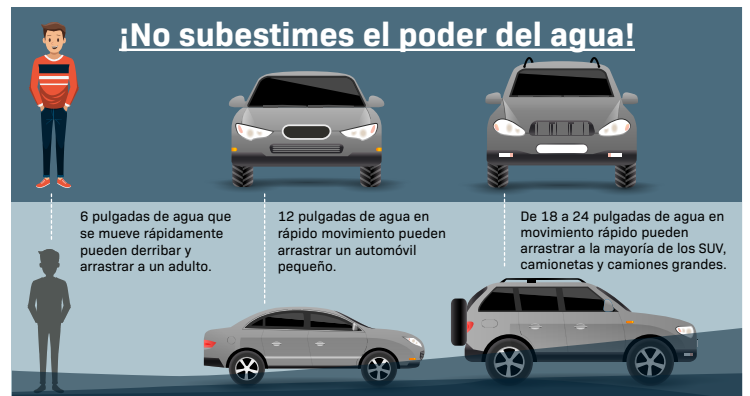 ¡No subestimes el poder del agua!
6 pulgadas de agua que
se mueve rápidamente
pueden derribar y
arrastrar a un adulto.
12 pulgadas de agua en
rápido movimiento pueden
arrastrar un automóvil
pequeño.
De 18 a 24 pulgadas de agua en
movimiento rápido pueden
arrastrar a la mayoría de los SUV,
camionetas y camiones grandes.